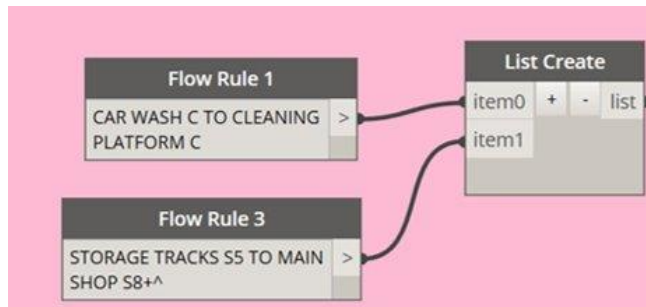 Flow Rule 1
CAR WASH C TO CLEANING
PLATFORM C
>
List Create
item0 + - list
item1
Flow Rule 3
STORAGE TRACKS S5 TO MAIN
SHOP S8+^
>